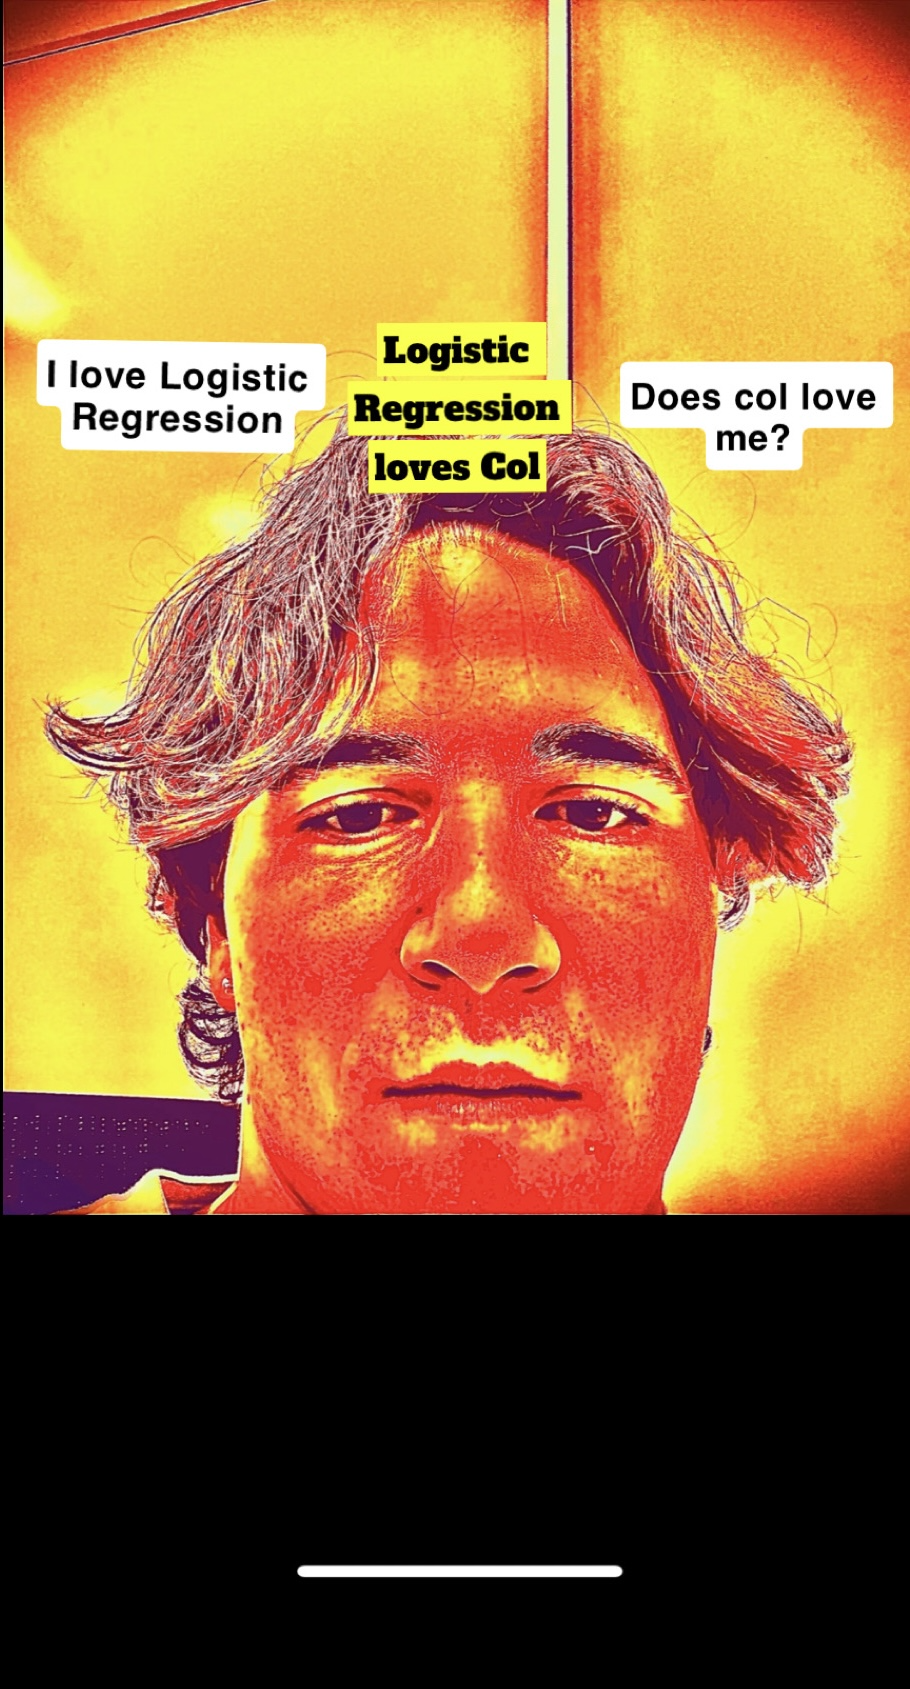 I love Logistic
Regression
Logistic
Regression
loves Col
Does col love
me?